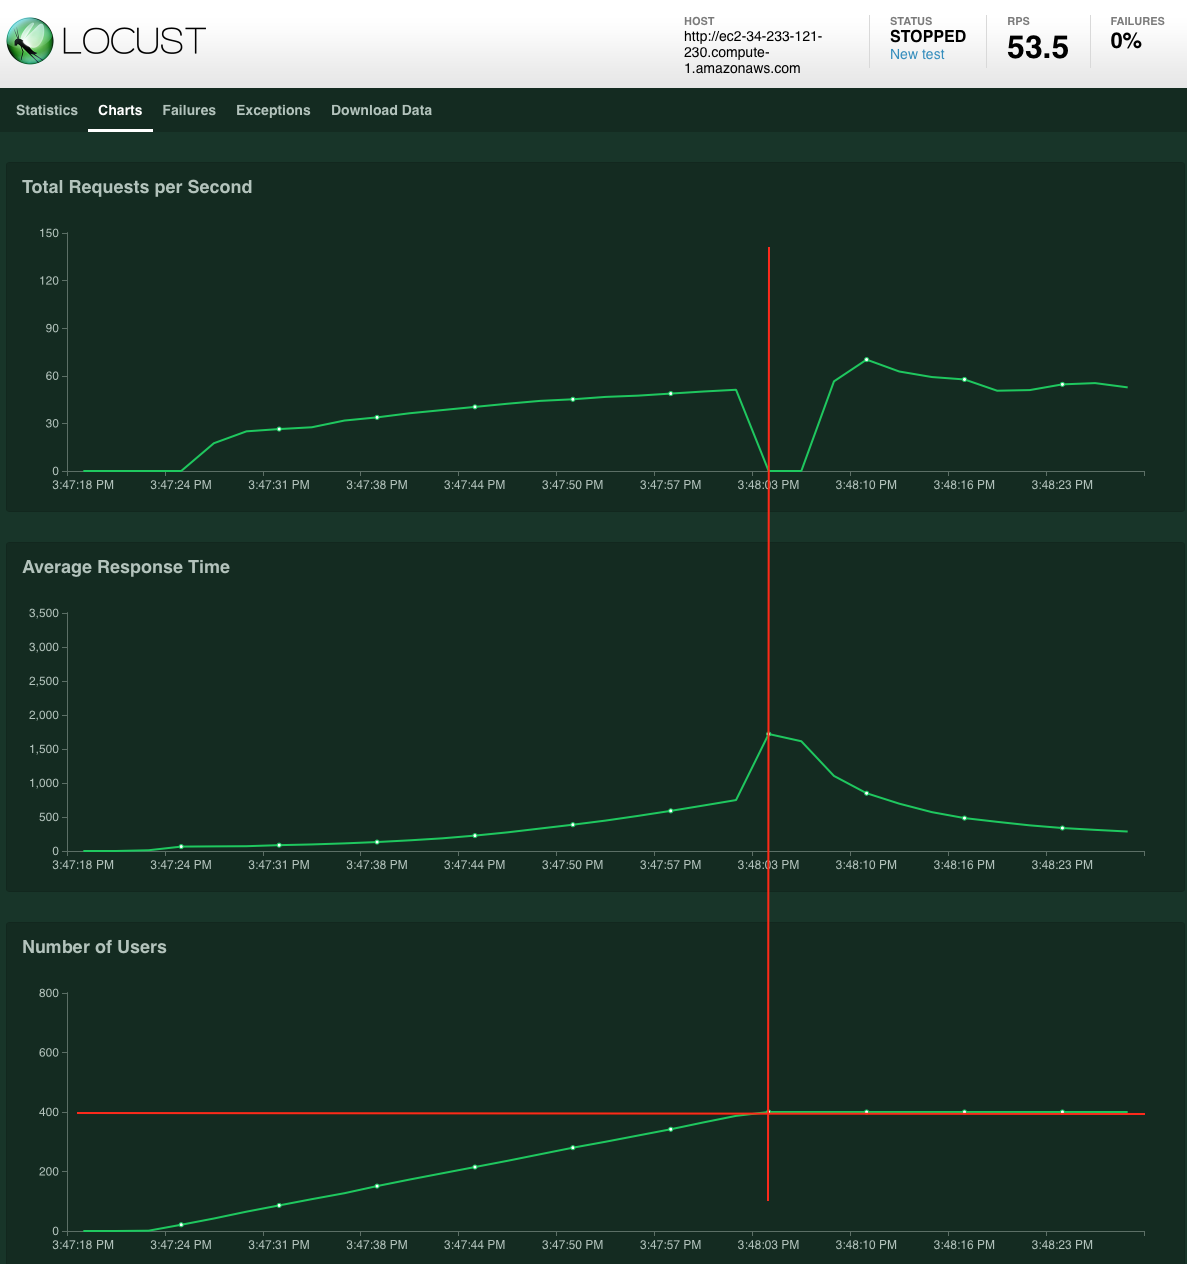 LOCUST
HOST
http://ec2-34-233-121-
230.compute-
1.amazonaws.com
STATUS
STOPPED
New test
RPS
53.5
FAILURES
0%
Statistics Charts Failures Exceptions Download Data
Total Requests per Second
150
120
90
60
30
0
3:47:18 PM 3:47:24 PM 3:47:31 PM 3:47:38 PM 3:47:44 PM 3:47:50 PM 3:47:57 PM 3:48:03 PM 3:48:10 PM 3:48:16 PM 3:48:23 PM
Average Response Time
3,500
3,000
2,500
2,000
1,500
1,000
500
0
3:47:18 PM 3:47:24 PM 3:47:31 PM 3:47:38 PM 3:47:44 PM 3:47:50 PM 3:47:57 PM 3:48:03 PM 3:48:10 PM 3:48:16 PM 3:48:23 PM
Number of Users
800
600
400
200
0
3:47:18 PM 3:47:24 PM 3:47:31 PM 3:47:38 PM 3:47:44 PM 3:47:50 PM 3:47:57 PM 3:48:03 PM 3:48:10 PM 3:48:16 PM 3:48:23 PM